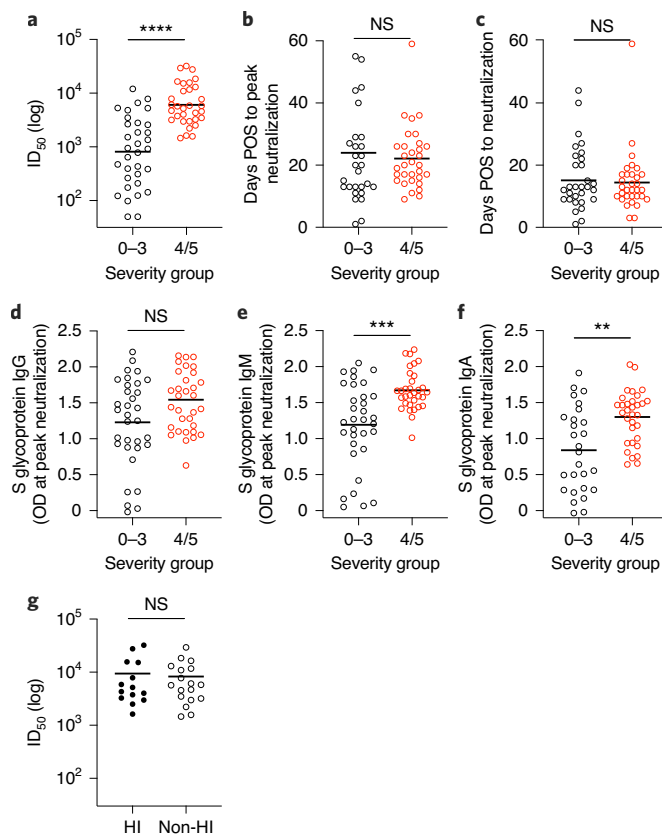 a
ID50 (log)
10^5
10^4
10^3
10^2
****
0–3
4/5
Severity group
b
Days POS to peak
neutralization
60
40
20
0
NS
0–3
4/5
Severity group
c
Days POS to neutralization
60
40
20
0
NS
0–3
4/5
Severity group
d
S glycoprotein IgG
(OD at peak neutralization)
2.5
2.0
1.5
1.0
0.5
0
NS
0–3
4/5
Severity group
e
S glycoprotein IgM
(OD at peak neutralization)
2.5
2.0
1.5
1.0
0.5
0
***
0–3
4/5
Severity group
f
S glycoprotein IgA
(OD at peak neutralization)
2.5
2.0
1.5
1.0
0.5
0
**
0–3
4/5
Severity group
g
ID50 (log)
10^5
10^4
10^3
10^2
NS
HI
Non-HI